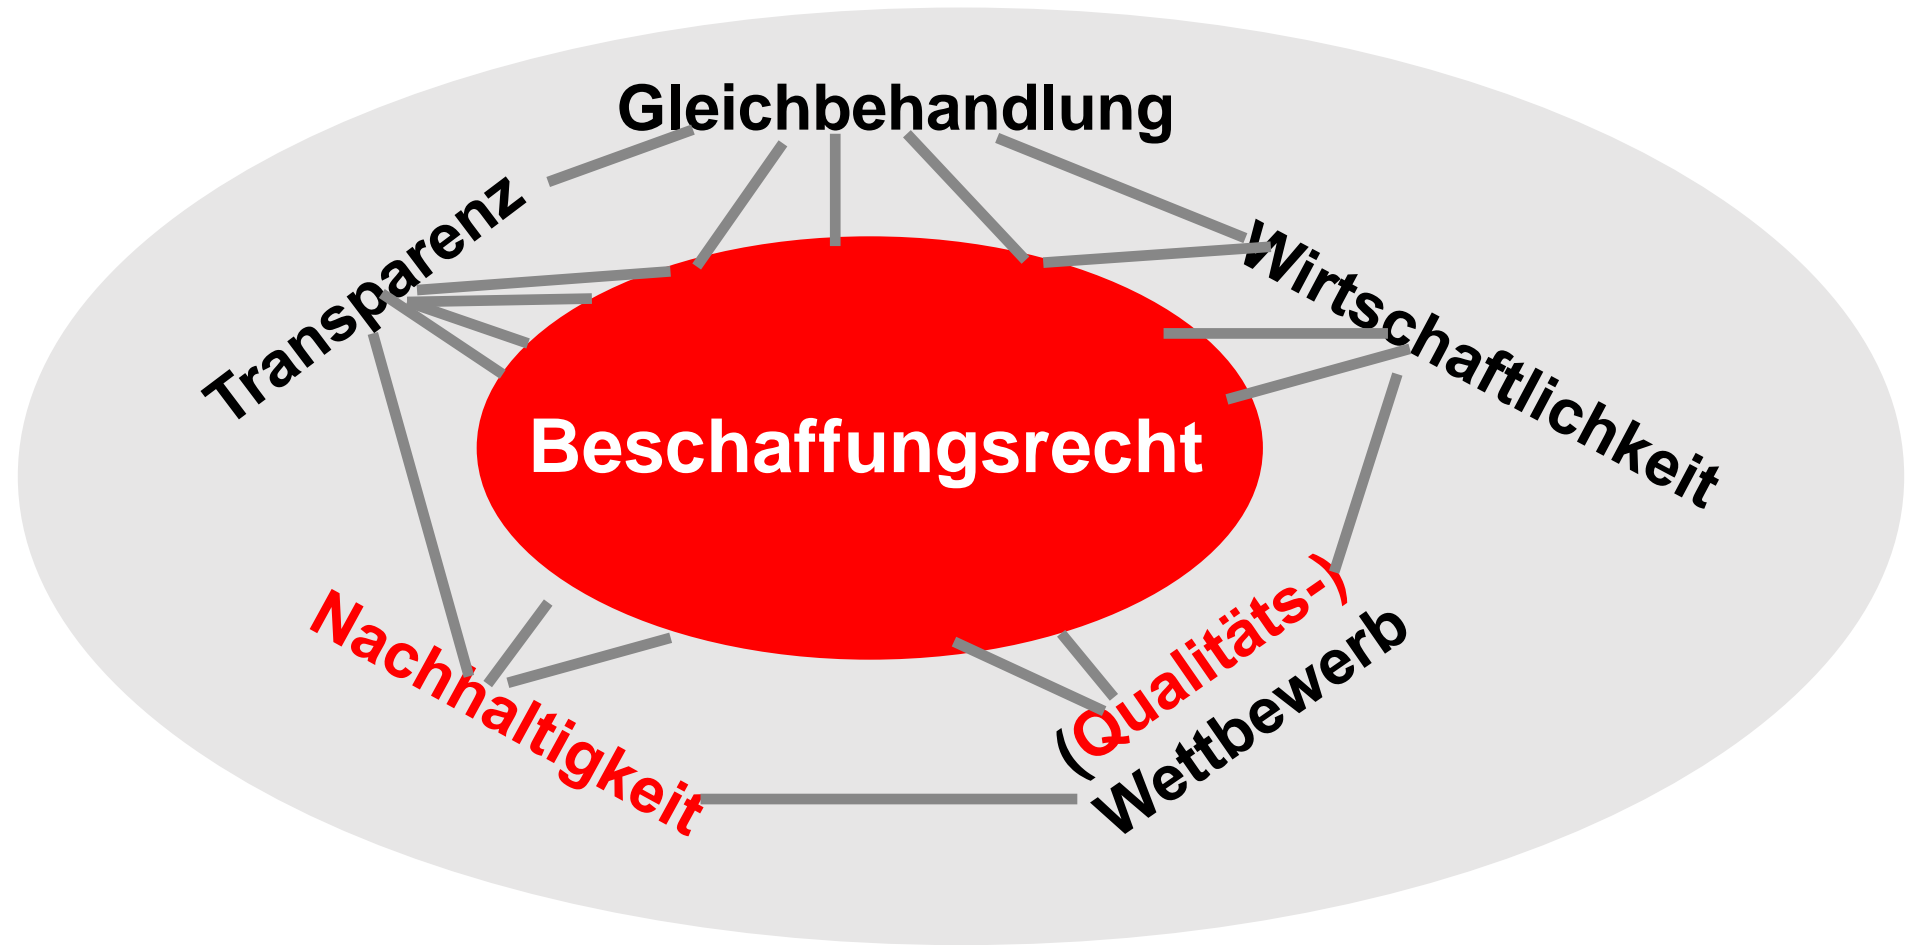 Gleichbehandlung
Transparenz
Wirtschaftlichkeit
Beschaffungsrecht
Nachhaltigkeit
(Qualitäts-)
Wettbewerb